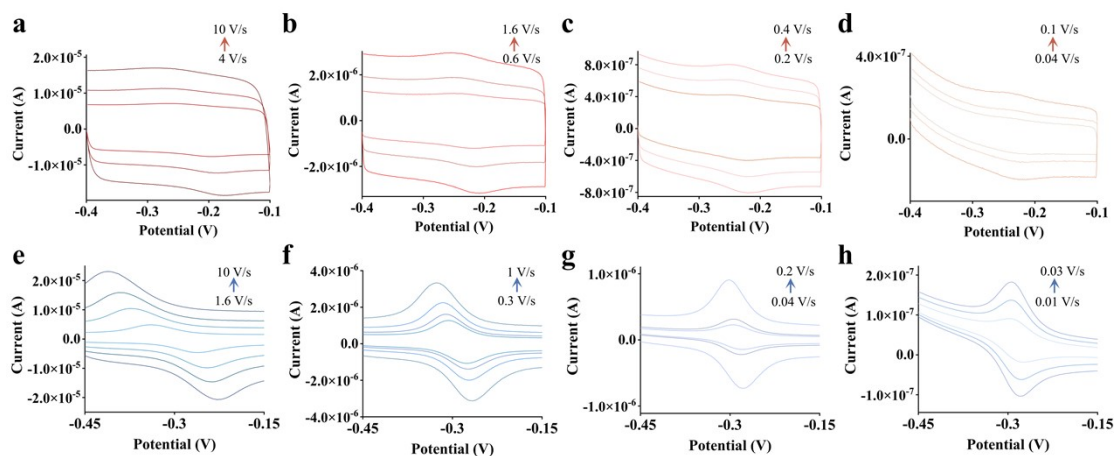 a
10 V/s
4 V/s
Current (A)
2.0×10⁻⁵
1.0×10⁻⁵
0.0
-1.0×10⁻⁵
-0.4
-0.3
-0.2
-0.1
Potential (V)
b
1.6 V/s
0.6 V/s
Current (A)
2.0×10⁻⁶
0.0
-2.0×10⁻⁶
-0.4
-0.3
-0.2
-0.1
Potential (V)
c
0.4 V/s
0.2 V/s
Current (A)
8.0×10⁻⁷
4.0×10⁻⁷
0.0
-4.0×10⁻⁷
-8.0×10⁻⁷
-0.4
-0.3
-0.2
-0.1
Potential (V)
d
0.1 V/s
0.04 V/s
Current (A)
4.0×10⁻⁷
0.0
-0.4
-0.3
-0.2
-0.1
Potential (V)
e
10 V/s
1.6 V/s
Current (A)
2.0×10⁻⁵
1.0×10⁻⁵
0.0
-1.0×10⁻⁵
-2.0×10⁻⁵
-0.45
-0.3
-0.15
Potential (V)
f
1 V/s
0.3 V/s
Current (A)
4.0×10⁻⁶
2.0×10⁻⁶
0.0
-2.0×10⁻⁶
-4.0×10⁻⁶
-0.45
-0.3
-0.15
Potential (V)
g
0.2 V/s
0.04 V/s
Current (A)
1.0×10⁻⁶
0.0
-1.0×10⁻⁶
-0.45
-0.3
-0.15
Potential (V)
h
0.03 V/s
0.01 V/s
Current (A)
2.0×10⁻⁷
1.0×10⁻⁷
0.0
-1.0×10⁻⁷
-0.45
-0.3
-0.15
Potential (V)